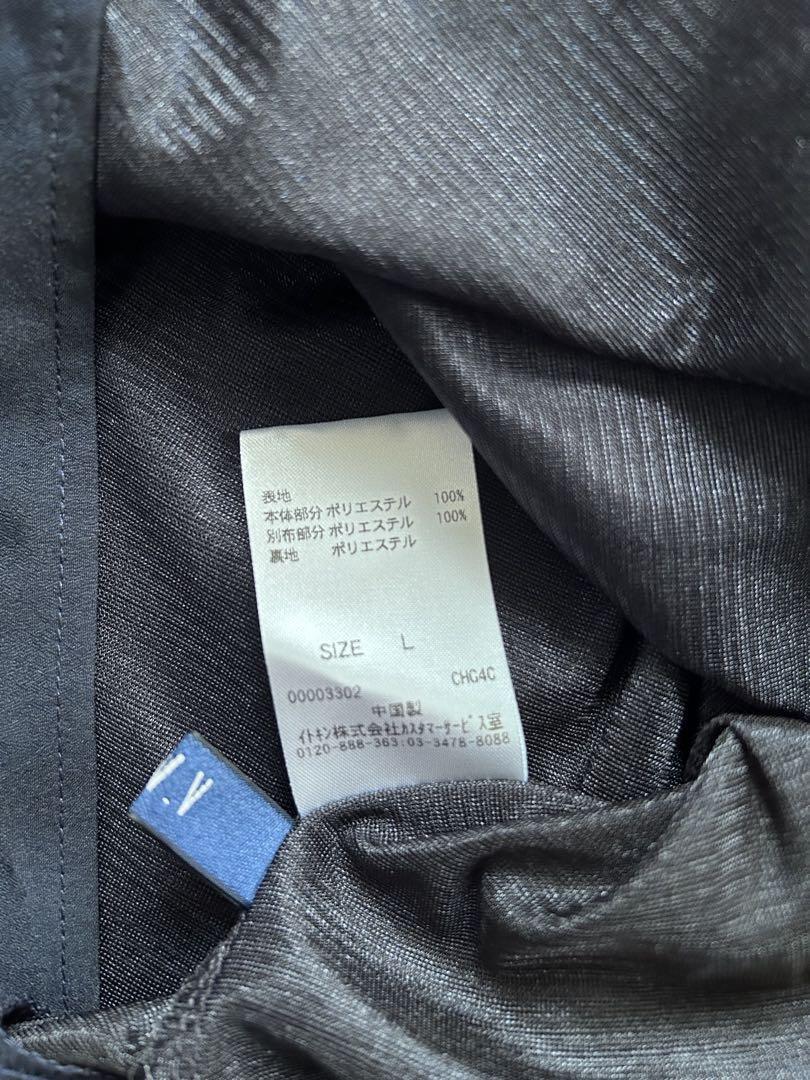 表地
本体部分 ポリエステル 100%
別布部分 ポリエステル 100%
裏地 ポリエステル
SIZE L
00003302 CHG4C
中国製
イトキン株式会社カスタマーサービス室
0120-888-363:03-3478-8088
V.V